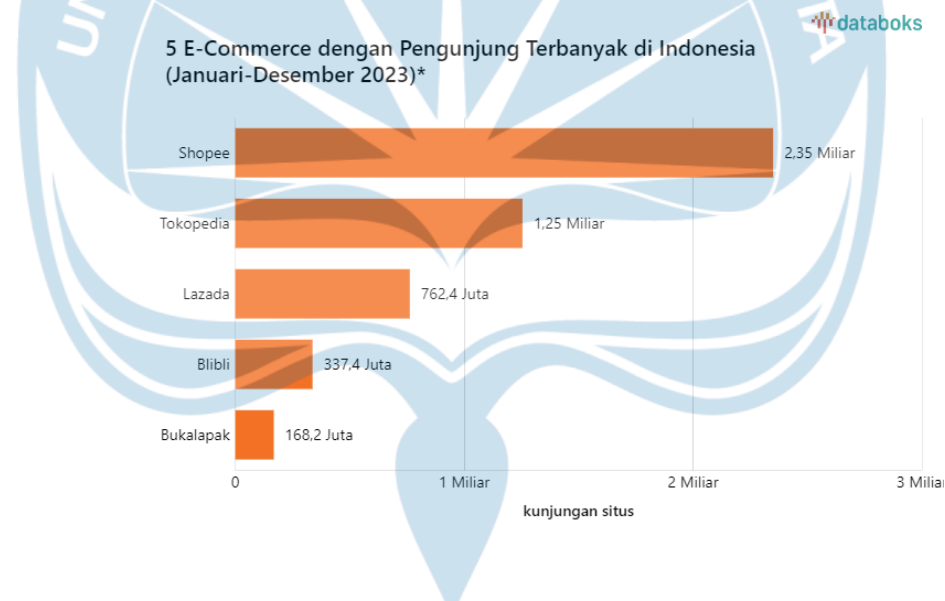 databoks
5 E-Commerce dengan Pengunjung Terbanyak di Indonesia
(Januari-Desember 2023)*
Shopee
2,35 Miliar
Tokopedia
1,25 Miliar
Lazada
762,4 Juta
Blibli
337,4 Juta
Bukalapak
168,2 Juta
0
1 Miliar
2 Miliar
3 Miliar
kunjungan situs